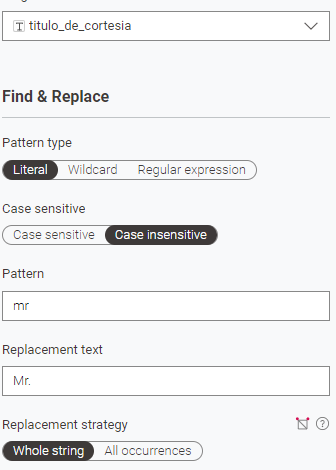 T titulo_de_cortesia
Find & Replace
Pattern type
Literal Wildcard Regular expression
Case sensitive
Case sensitive Case insensitive
Pattern
mr
Replacement text
Mr.
Replacement strategy ?
Whole string All occurrences